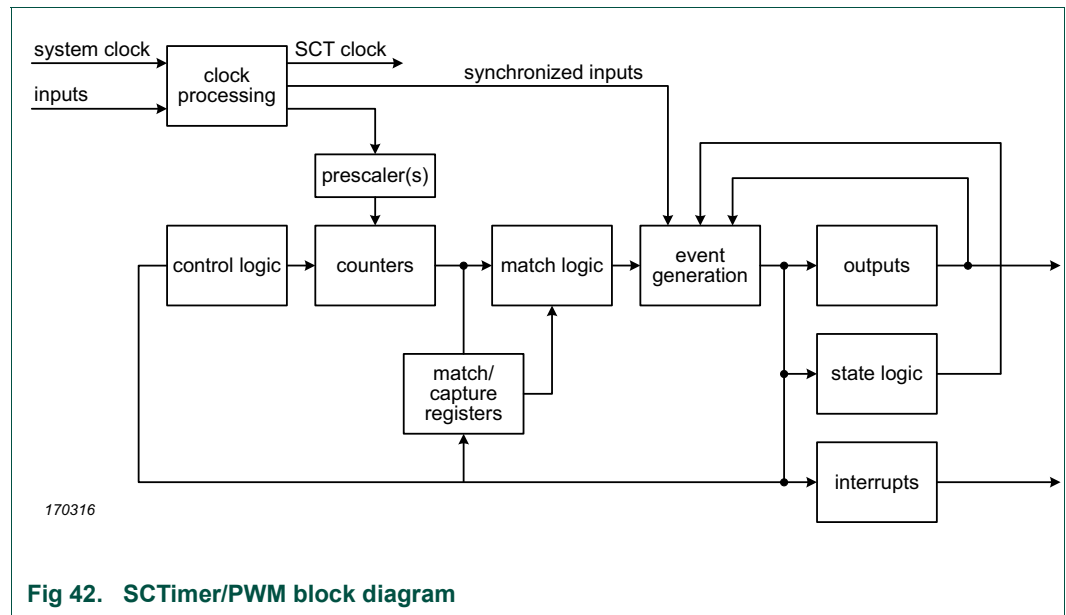 system clock
SCT clock
inputs
clock
processing
synchronized inputs
prescaler(s)
control logic
counters
match logic
event
generation
outputs
match/
capture
registers
state logic
interrupts
170316
Fig 42. SCTimer/PWM block diagram